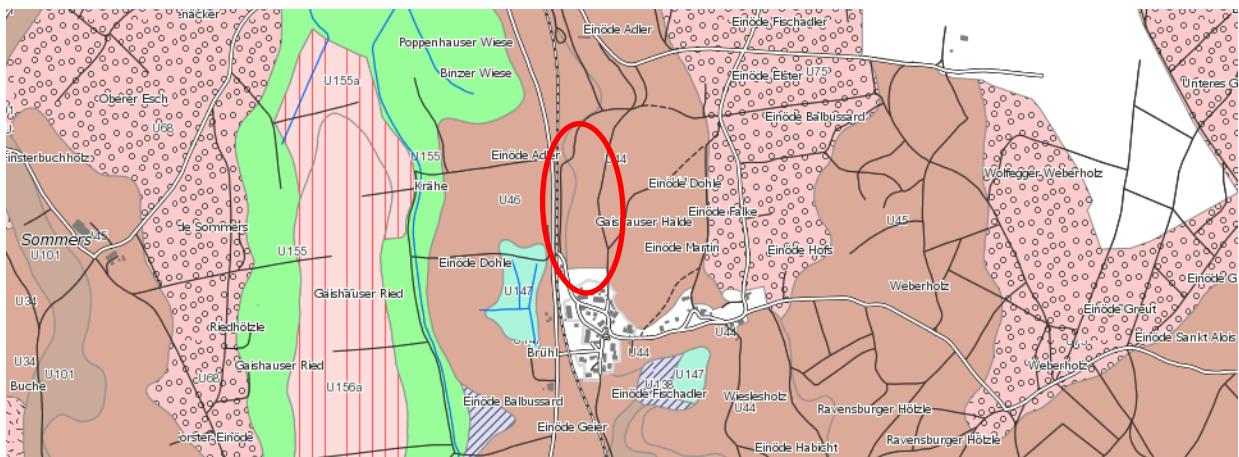 Einöde Fischadler
Einöde Adler
Poppenhauser Wiese
Binzer Wiese
U155a
Einöde Elster
U75
Oberer Esch
U68
Einöde Balbussard
Einöde Adler
U155
U44
Krähe
U46
Einöde Dohle
Wolfegger-Weberholz
Gaishauser Halde
Einöde Falke
U45
Sommers
U45
U101
U155
Einöde Dohle
Einöde Martin
Einöde Hofs
Gaishäuser Ried
U147
Weberholz
U34
Riedhölzle
Einöde Greut
U44
Einöde Sankt Alois
Brühl
U44
U34
U101
Gaishauser Ried
U68
U156a
U138
U147
Weberholz
Buche
Einöde Balbussard
Einöde Fischadler
Wieslesholz
U44
Ravensburger Hölzle
Einöde Geier
Einöde Habicht
Ravensburger Hölzle